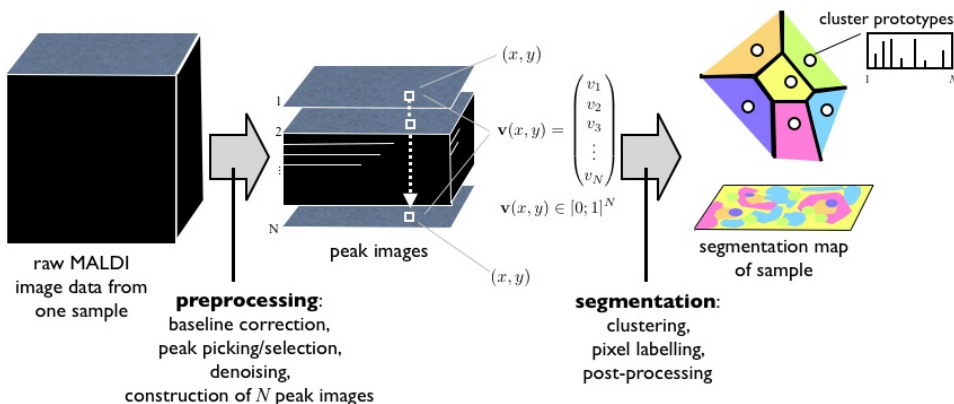 raw MALDI
image data from
one sample
preprocessing:
baseline correction,
peak picking/selection,
denoising,
construction of N peak images
1
2
⋮
N
peak images
(x, y)
v(x, y) =
v₁
v₂
v₃
⋮
v_N
v(x, y) ∈ [0; 1]^N
(x, y)
segmentation:
clustering,
pixel labelling,
post-processing
cluster prototypes
1
segmentation map
of sample